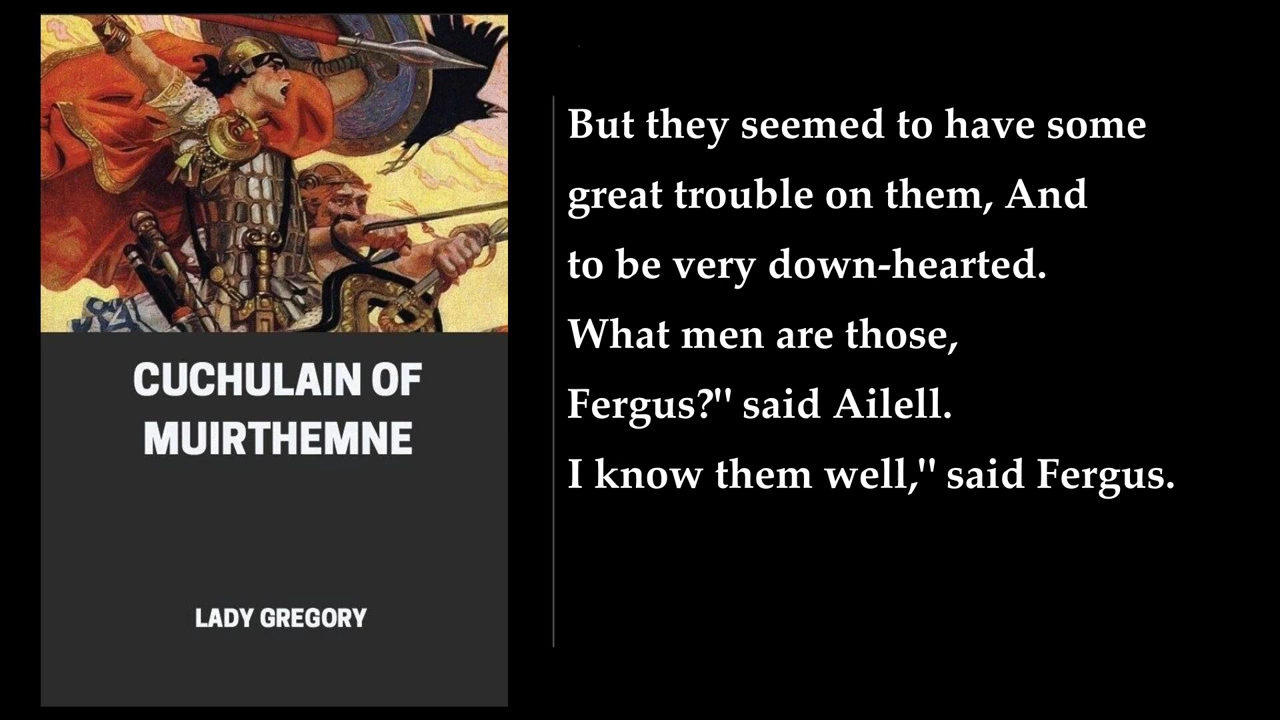 CUCHULAIN OF
MUIRTHEMNE
LADY GREGORY
But they seemed to have some
great trouble on them, And
to be very down-hearted.
What men are those,
Fergus?" said Ailell.
I know them well," said Fergus.